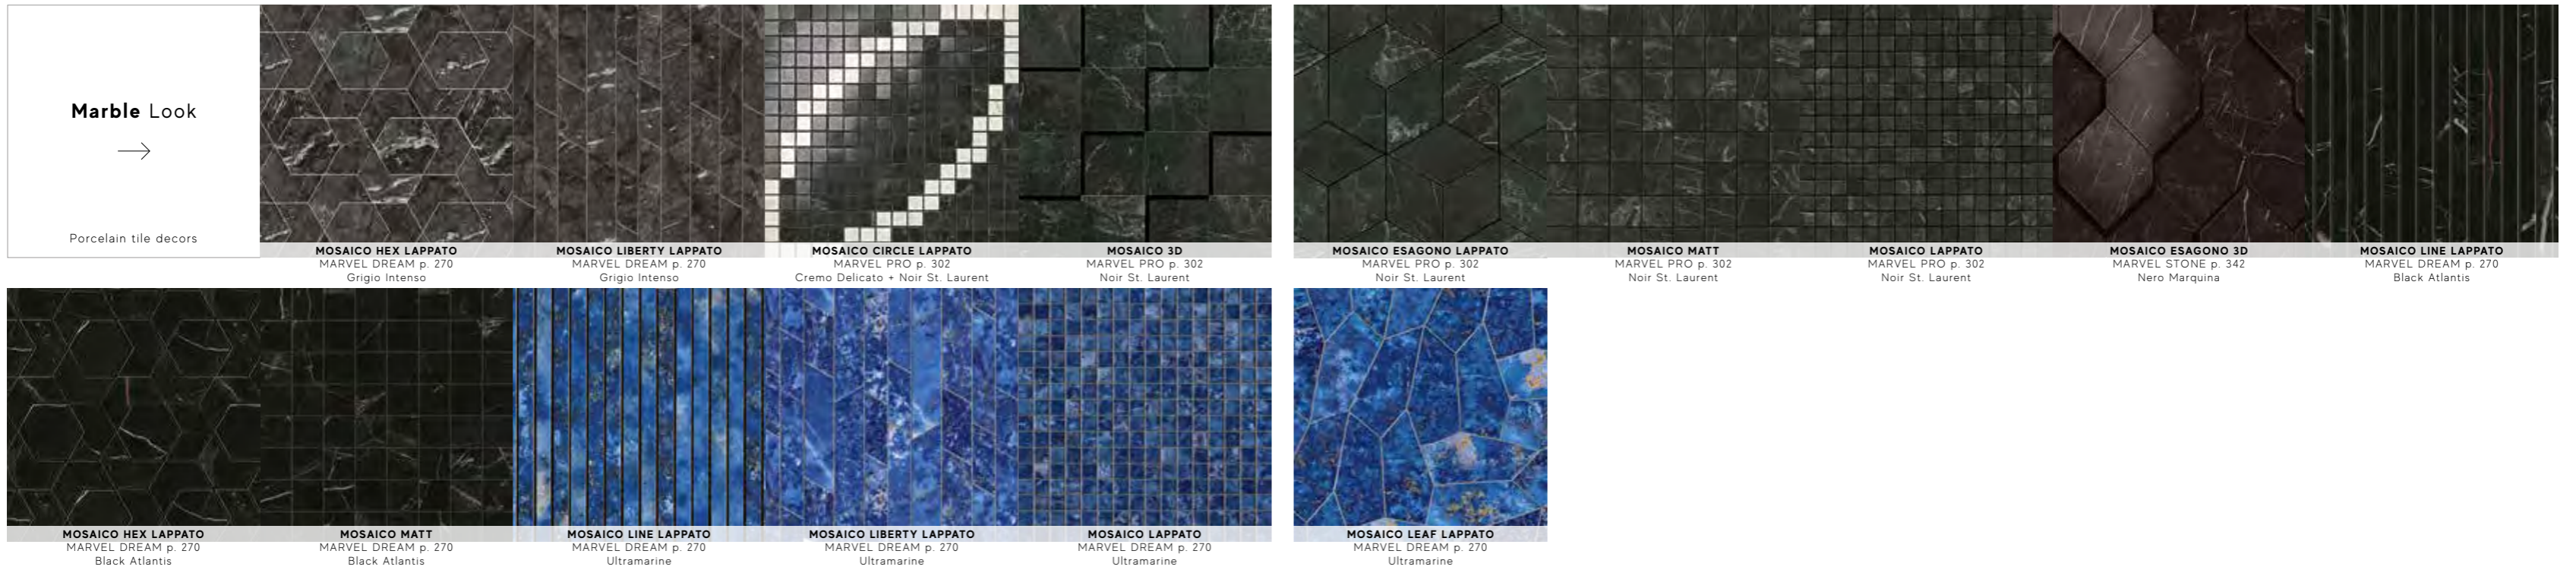 Marble Look
Porcelain tile decors
MOSAICO HEX LAPPATO
MARVEL DREAM p. 270
Grigio Intenso
MOSAICO LIBERTY LAPPATO
MARVEL DREAM p. 270
Grigio Intenso
MOSAICO CIRCLE LAPPATO
MARVEL PRO p. 302
Cremo Delicato + Noir St. Laurent
MOSAICO 3D
MARVEL PRO p. 302
Noir St. Laurent
MOSAICO ESAGONO LAPPATO
MARVEL PRO p. 302
Noir St. Laurent
MOSAICO MATT
MARVEL PRO p. 302
Noir St. Laurent
MOSAICO LAPPATO
MARVEL PRO p. 302
Noir St. Laurent
MOSAICO ESAGONO 3D
MARVEL STONE p. 342
Nero Marquina
MOSAICO LINE LAPPATO
MARVEL DREAM p. 270
Black Atlantis
MOSAICO HEX LAPPATO
MARVEL DREAM p. 270
Black Atlantis
MOSAICO MATT
MARVEL DREAM p. 270
Black Atlantis
MOSAICO LINE LAPPATO
MARVEL DREAM p. 270
Ultramarine
MOSAICO LIBERTY LAPPATO
MARVEL DREAM p. 270
Ultramarine
MOSAICO LAPPATO
MARVEL DREAM p. 270
Ultramarine
MOSAICO LEAF LAPPATO
MARVEL DREAM p. 270
Ultramarine